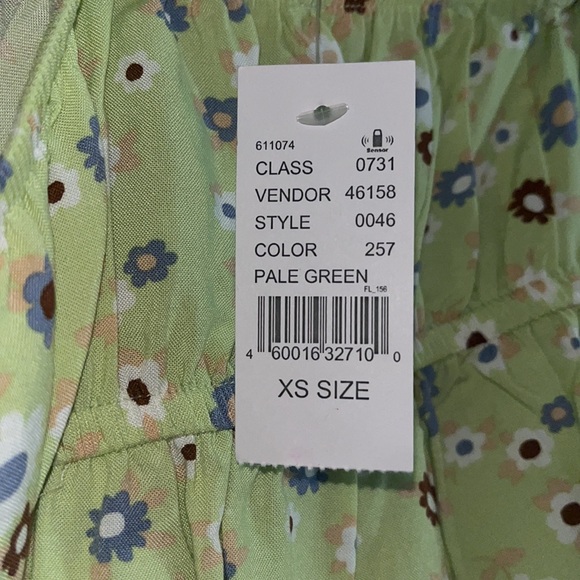 611074
Sensor
CLASS 0731
VENDOR 46158
STYLE 0046
COLOR 257
PALE GREEN
FL_156
4 60016 32710 0
XS SIZE